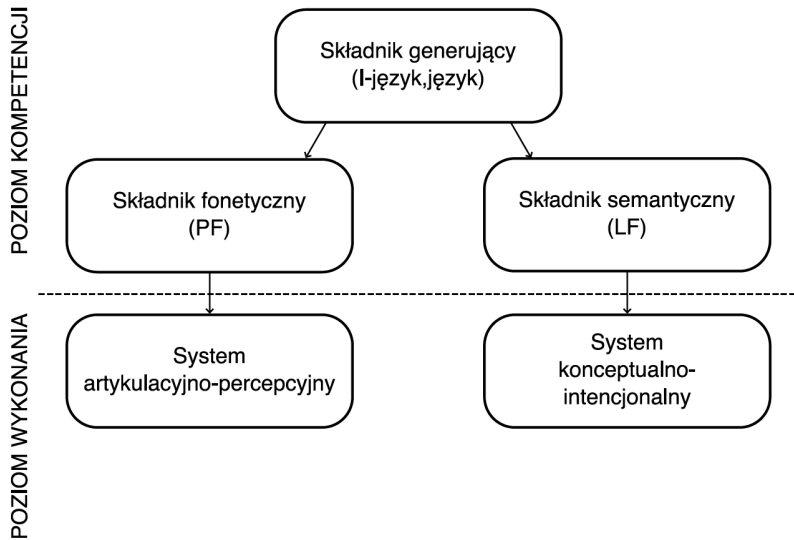 POZIOM KOMPETENCJI
Składnik generujący
(I-język,język)
Składnik fonetyczny
(PF)
Składnik semantyczny
(LF)
POZIOM WYKONANIA
System
artykulacyjno-percepcyjny
System
konceptualno-
intencjonalny